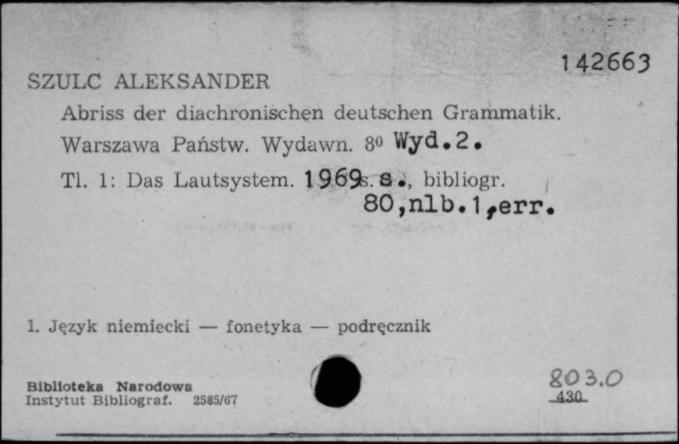 142663
SZULC ALEKSANDER
Abriss der diachronischen deutschen Grammatik.
Warszawa Państw. Wydawn. 8⁰ Wyd.2.
Tl. 1: Das Lautsystem. 1969. s., bibliogr.
80,nlb.1,err.
1. Język niemiecki — fonetyka — podręcznik
803.0
Biblioteka Narodowa
430
Instytut Bibliograf. 2585/67